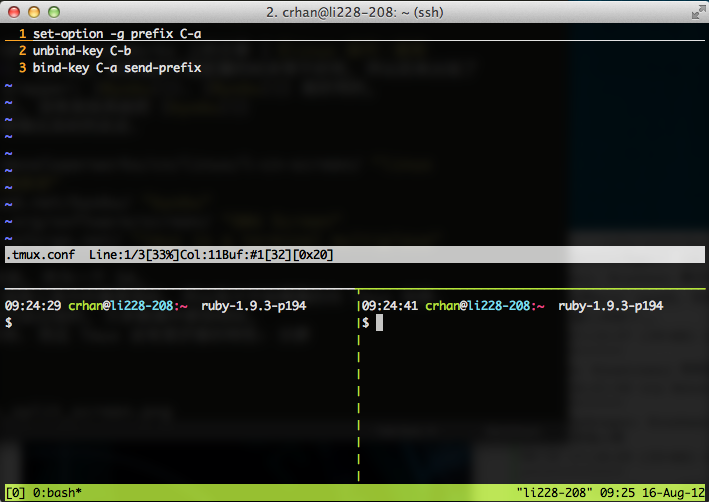 2. crhan@li228-208: ~ (ssh)
1 set-option -g prefix C-a
2 unbind-key C-b
3 bind-key C-a send-prefix
~
~
~
~
~
~
~
~
~
~
.tmux.conf  Line:1/3[33%]Col:11Buf:#1[32][0x20]
09:24:29 crhan@li228-208:~  ruby-1.9.3-p194
$
09:24:41 crhan@li228-208:~  ruby-1.9.3-p194
$
[0] 0:bash*
"li228-208" 09:25 16-Aug-12